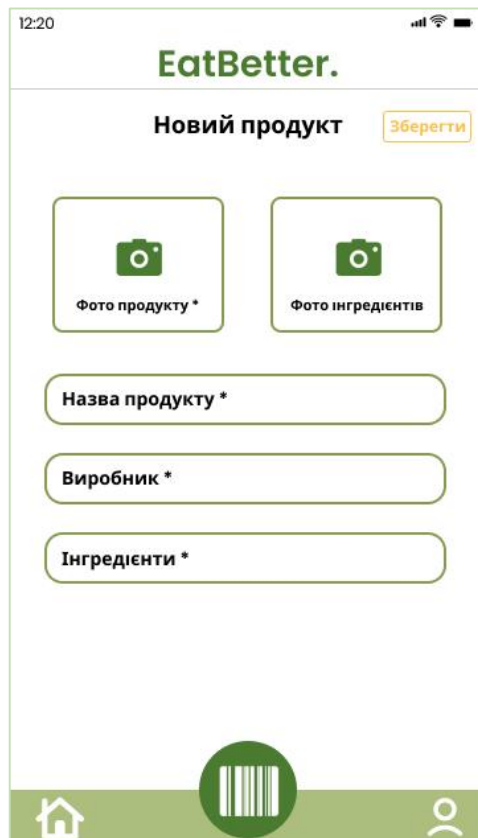 12:20
EatBetter.
Новий продукт
Зберегти
Фото продукту *
Фото інгредієнтів
Назва продукту *
Виробник *
Інгредієнти *